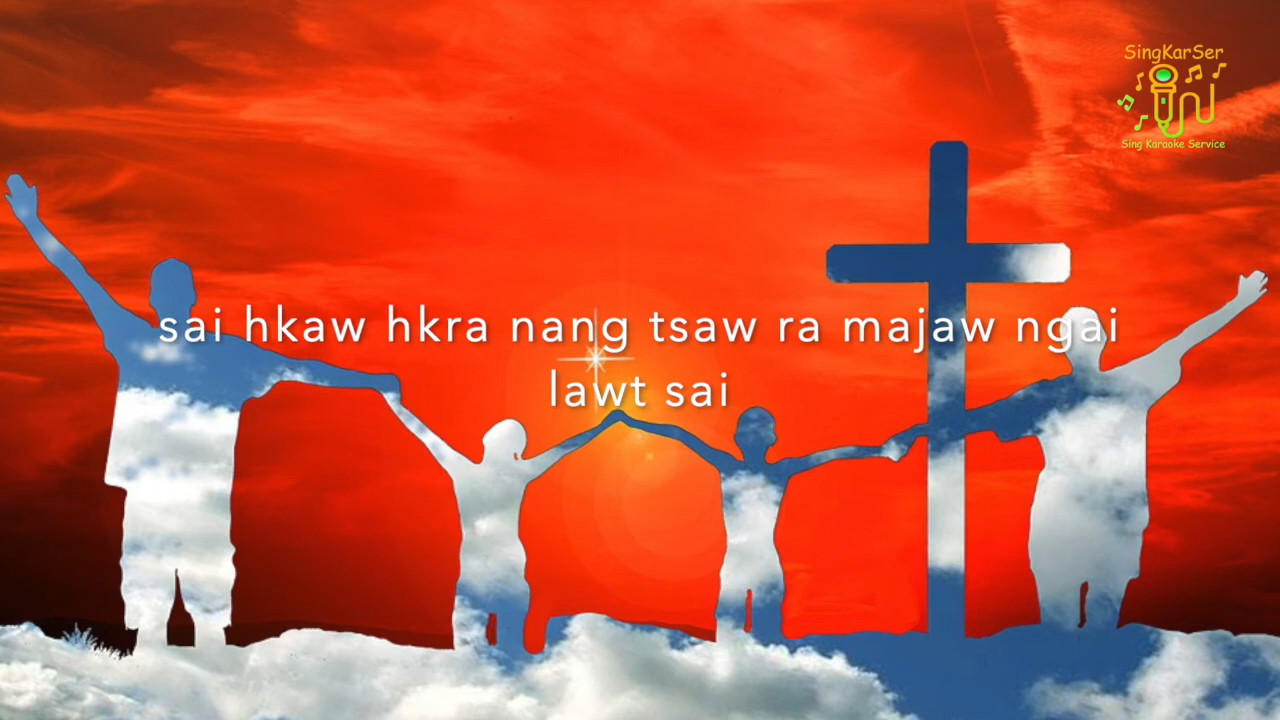 SingKarSer
Sing Karaoke Service
sai hkaw hkra nang tsaw ra majaw ngai
lawt sai